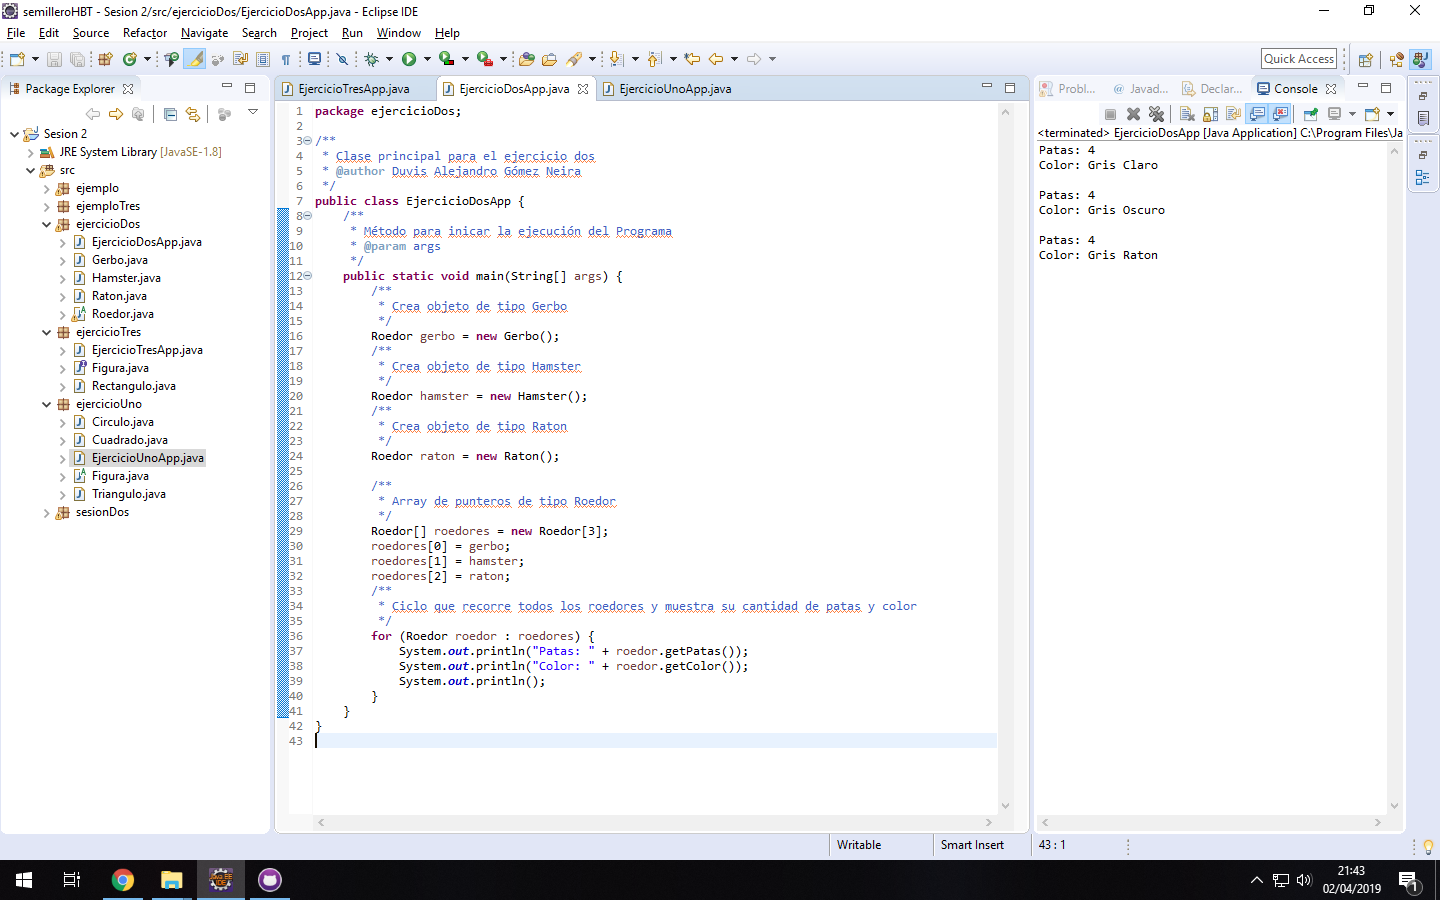 semilleroHBT - Sesion 2/src/ejercicioDos/EjercicioDosApp.java - Eclipse IDE
File Edit Source Refactor Navigate Search Project Run Window Help
Quick Access
Package Explorer
Sesion 2
JRE System Library [JavaSE-1.8]
src
ejemplo
ejemploTres
ejercicioDos
EjercicioDosApp.java
Gerbo.java
Hamster.java
Raton.java
Roedor.java
ejercicioTres
EjercicioTresApp.java
Figura.java
Rectangulo.java
ejercicioUno
Circulo.java
Cuadrado.java
EjercicioUnoApp.java
Figura.java
Triangulo.java
sesionDos
EjercicioTresApp.java EjercicioDosApp.java EjercicioUnoApp.java
1 package ejercicioDos;
2
3 /**
4  * Clase principal para el ejercicio dos
5  * @author Duvis Alejandro Gómez Neira
6  */
7 public class EjercicioDosApp {
8     /**
9      * Método para inicar la ejecución del Programa
10      * @param args
11      */
12     public static void main(String[] args) {
13         /**
14          * Crea objeto de tipo Gerbo
15          */
16         Roedor gerbo = new Gerbo();
17         /**
18          * Crea objeto de tipo Hamster
19          */
20         Roedor hamster = new Hamster();
21         /**
22          * Crea objeto de tipo Raton
23          */
24         Roedor raton = new Raton();
25
26         /**
27          * Array de punteros de tipo Roedor
28          */
29         Roedor[] roedores = new Roedor[3];
30         roedores[0] = gerbo;
31         roedores[1] = hamster;
32         roedores[2] = raton;
33         /**
34          * Ciclo que recorre todos los roedores y muestra su cantidad de patas y color
35          */
36         for (Roedor roedor : roedores) {
37             System.out.println("Patas: " + roedor.getPatas());
38             System.out.println("Color: " + roedor.getColor());
39             System.out.println();
40         }
41     }
42 }
43
Probl... Javad... Declar... Console
<terminated> EjercicioDosApp [Java Application] C:\Program Files\Ja
Patas: 4
Color: Gris Claro
Patas: 4
Color: Gris Oscuro
Patas: 4
Color: Gris Raton
Writable Smart Insert 43 : 1
21:43
02/04/2019
1